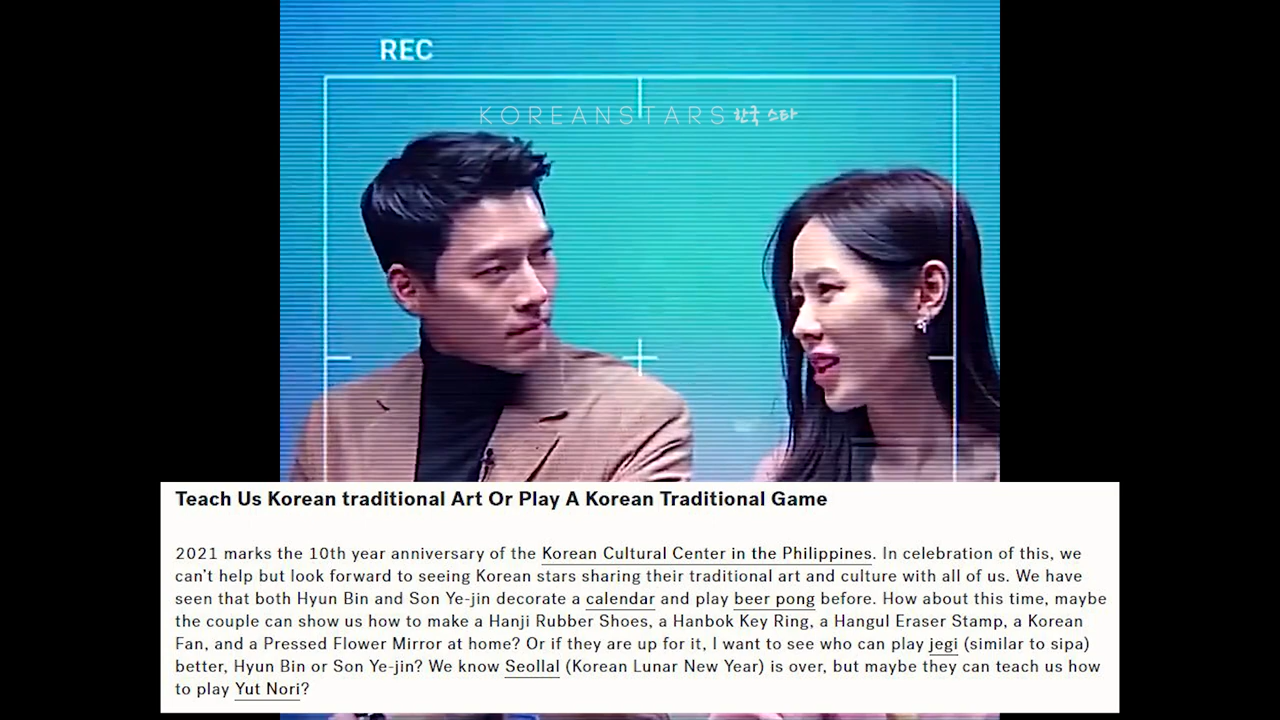 REC
KOREANSTARS 한국 스타
Teach Us Korean traditional Art Or Play A Korean Traditional Game
2021 marks the 10th year anniversary of the Korean Cultural Center in the Philippines. In celebration of this, we
can't help but look forward to seeing Korean stars sharing their traditional art and culture with all of us. We have
seen that both Hyun Bin and Son Ye-jin decorate a calendar and play beer pong before. How about this time, maybe
the couple can show us how to make a Hanji Rubber Shoes, a Hanbok Key Ring, a Hangul Eraser Stamp, a Korean
Fan, and a Pressed Flower Mirror at home? Or if they are up for it, I want to see who can play jegi (similar to sipa)
better, Hyun Bin or Son Ye-jin? We know Seollal (Korean Lunar New Year) is over, but maybe they can teach us how
to play Yut Nori?